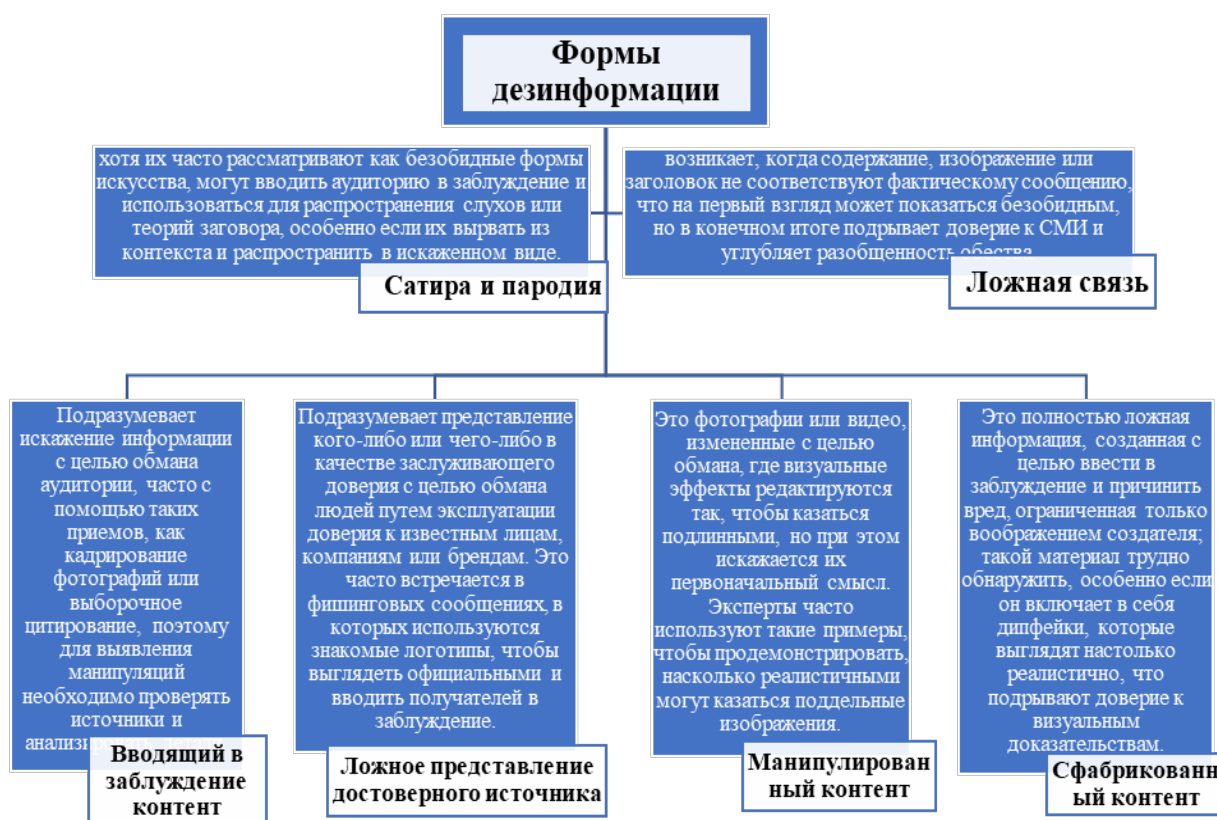 Формы
дезинформации
хотя их часто рассматривают как безобидные формы
искусства, могут вводить аудиторию в заблуждение и
использоваться для распространения слухов или
теорий заговора, особенно если их вырвать из
контекста и распространить в искаженном виде.
Сатира и пародия
возникает, когда содержание, изображение или
заголовок не соответствуют фактическому сообщению,
что на первый взгляд может показаться безобидным,
но в конечном итоге подрывает доверие к СМИ и
углубляет разобщенность
Ложная связь
Подразумевает
искажение информации
с целью обмана
аудитории, часто с
помощью таких
приемов, как
кадрирование
фотографий или
выборочное
цитирование, поэтому
для выявления
манипуляций
необходимо проверять
источники и
Вводящий в
заблуждение
контент
Подразумевает представление
кого-либо или чего-либо в
качестве заслуживающего
доверия с целью обмана
людей путем эксплуатации
доверия к известным лицам,
компаниям или брендам. Это
часто встречается в
фишинговых сообщениях, в
которых используются
знакомые логотипы, чтобы
выглядеть официальными и
вводить получателей в
заблуждение.
Ложное представление
достоверного источника
Это фотографии или видео,
измененные с целью
обмана, где визуальные
эффекты редактируются
так, чтобы казаться
подлинными, но при этом
искажается их
первоначальный смысл.
Эксперты часто
используют такие примеры,
чтобы продемонстрировать,
насколько реалистичными
могут казаться поддельные
изображения.
Манипулирован
ный контент
Это полностью ложная
информация, созданная с
целью ввести в
заблуждение и причинить
вред, ограниченная только
воображением создателя;
такой материал трудно
обнаружить, особенно если
он включает в себя
дипфейки, которые
выглядят настолько
реалистично, что
подрывают доверие к
визуальным
доказательствам.
Сфабрикованн
ый контент